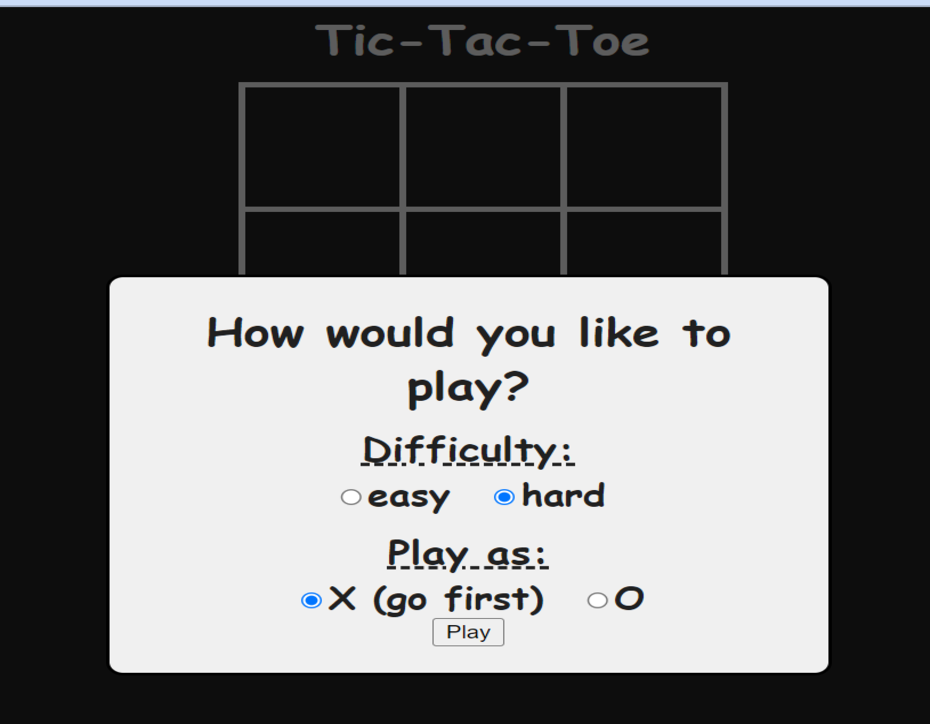 Tic-Tac-Toe
How would you like to
play?
Difficulty:
easy hard
Play as:
X (go first) O
Play